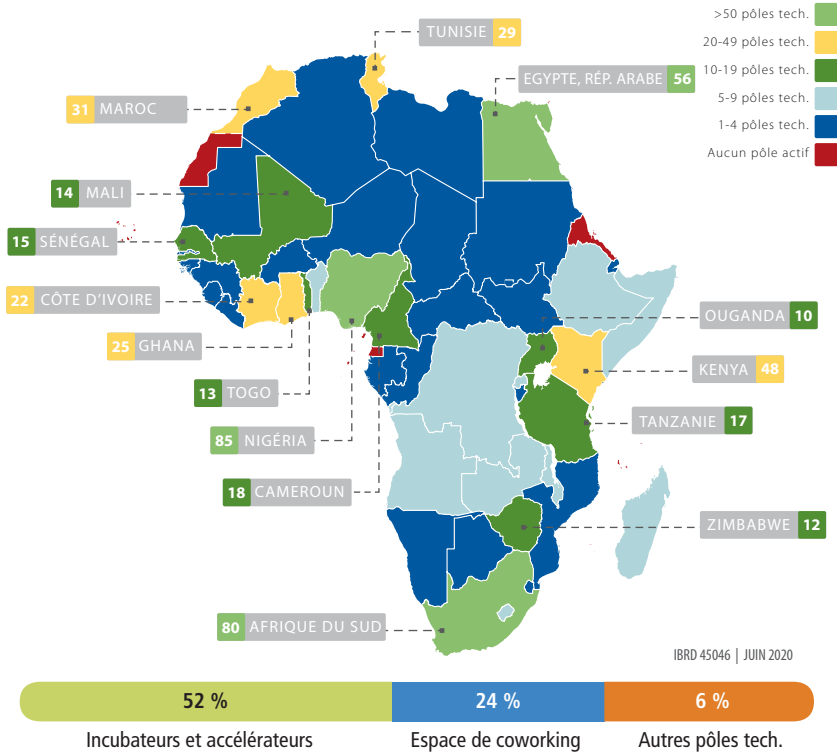 >50 pôles tech.
20-49 pôles tech.
10-19 pôles tech.
5-9 pôles tech.
1-4 pôles tech.
Aucun pôle actif
TUNISIE 29
EGYPTE, RÉP. ARABE 56
31 MAROC
14 MALI
15 SÉNÉGAL
22 CÔTE D'IVOIRE
25 GHANA
13 TOGO
85 NIGÉRIA
18 CAMEROUN
OUGANDA 10
KENYA 48
TANZANIE 17
ZIMBABWE 12
80 AFRIQUE DU SUD
IBRD 45046 | JUIN 2020
52 %
24 %
6 %
Incubateurs et accélérateurs
Espace de coworking
Autres pôles tech.